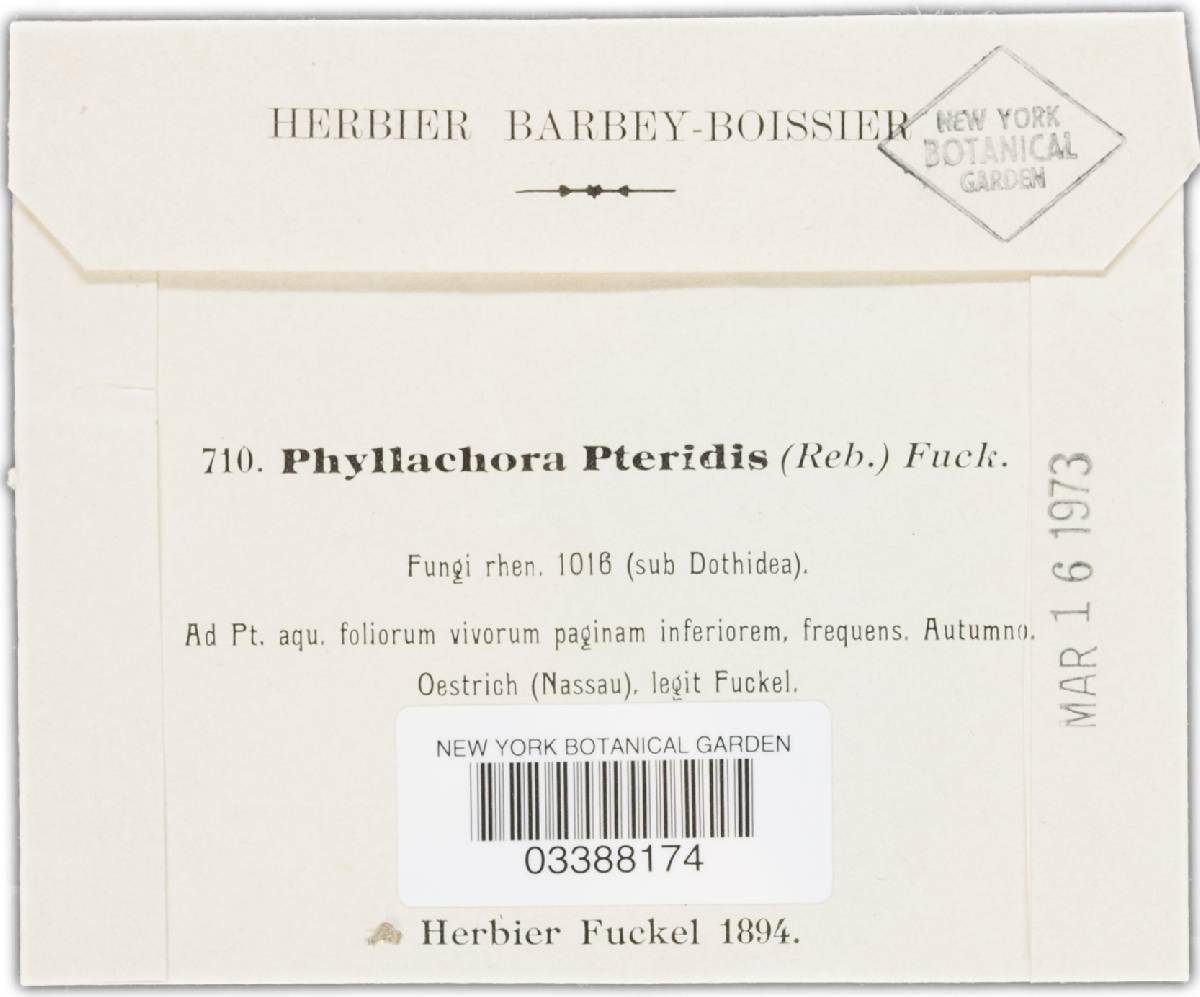 HERBIER BARBEY-BOISSIER
NEW YORK
BOTANICAL
GARDEN
710. Phyllachora Pteridis (Reb.) Fuck.
Fungi rhen. 1016 (sub Dothidea).
Ad Pt. aqu. foliorum vivorum paginam inferiorem, frequens. Autumno.
Oestrich (Nassau), legit Fuckel.
MAR 16 1973
NEW YORK BOTANICAL GARDEN
03388174
Herbier Fuckel 1894.